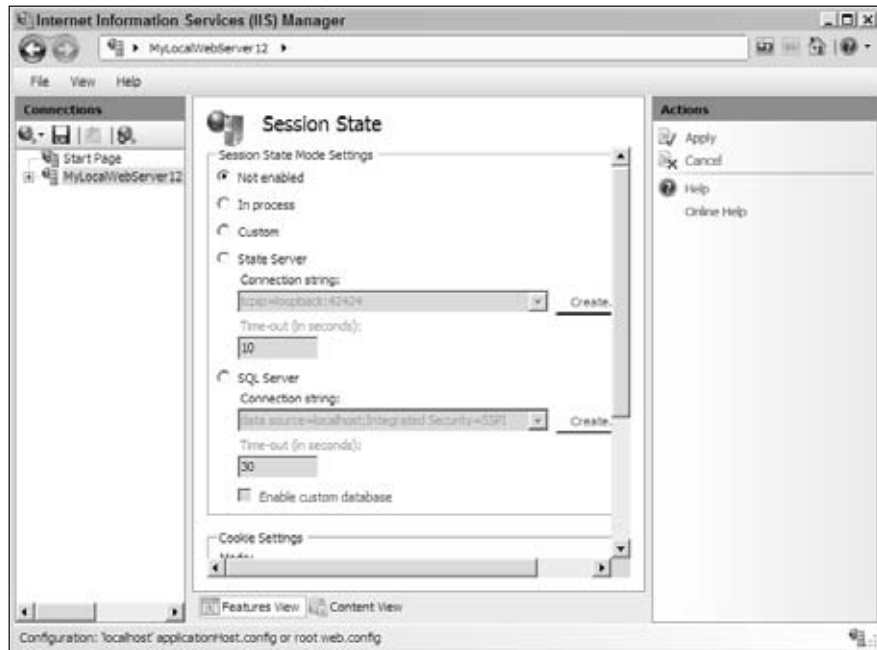 Internet Information Services (IIS) Manager
MyLocalWebServer12
File View Help
Connections
Start Page
MyLocalWebServer12
Session State
Session State Mode Settings
Not enabled
In process
Custom
State Server
Connection string:
tcpip=loopback:42424
Create.
Time-out (in seconds):
10
SQL Server
Connection string:
data source=localhost;Integrated Security=SSPI
Create.
Time-out (in seconds):
30
Enable custom database
Cookie Settings
Mode:
Features View
Content View
Actions
Apply
Cancel
Help
Online Help
Configuration: 'localhost' applicationHost.config or root web.config